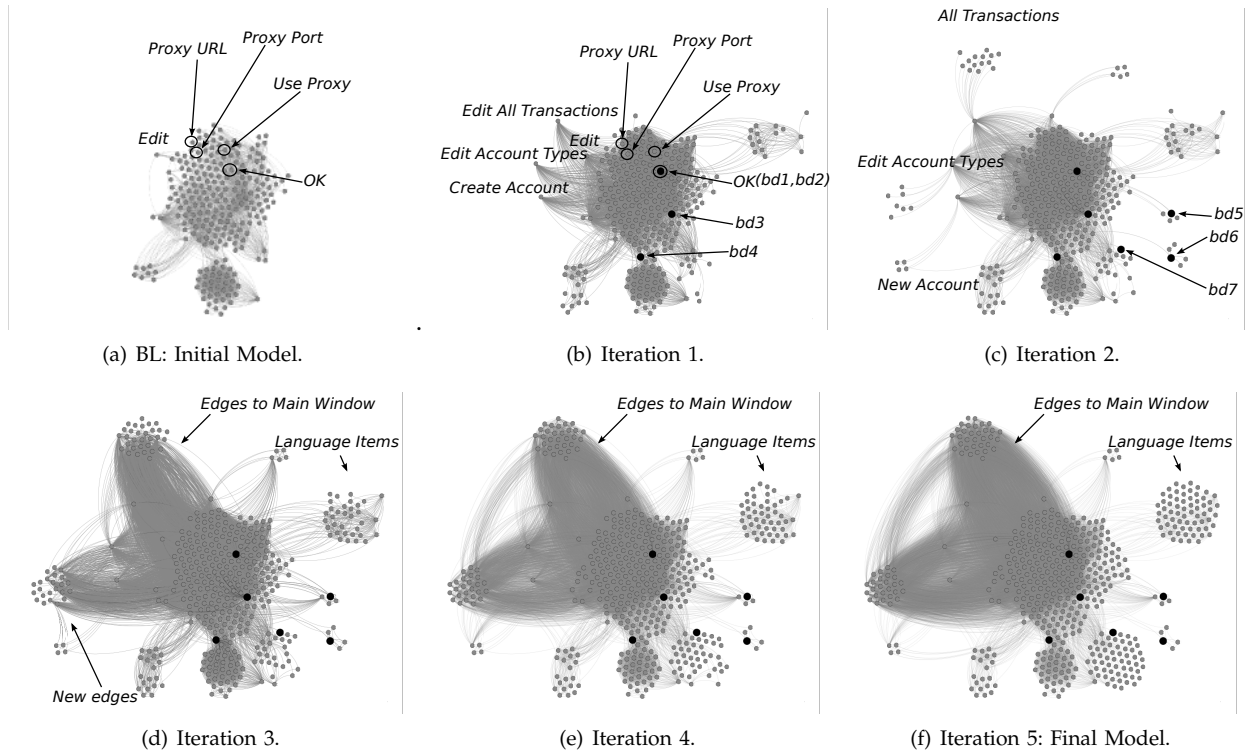 Proxy URL
Proxy Port
Use Proxy
Edit
OK
(a) BL: Initial Model.
Proxy URL
Proxy Port
Use Proxy
Edit All Transactions
Edit
Edit Account Types
Create Account
OK(bd1,bd2)
bd3
bd4
.
(b) Iteration 1.
All Transactions
Edit Account Types
New Account
bd5
bd6
bd7
(c) Iteration 2.
Edges to Main Window
Language Items
New edges
(d) Iteration 3.
Edges to Main Window
Language Items
(e) Iteration 4.
Edges to Main Window
Language Items
(f) Iteration 5: Final Model.